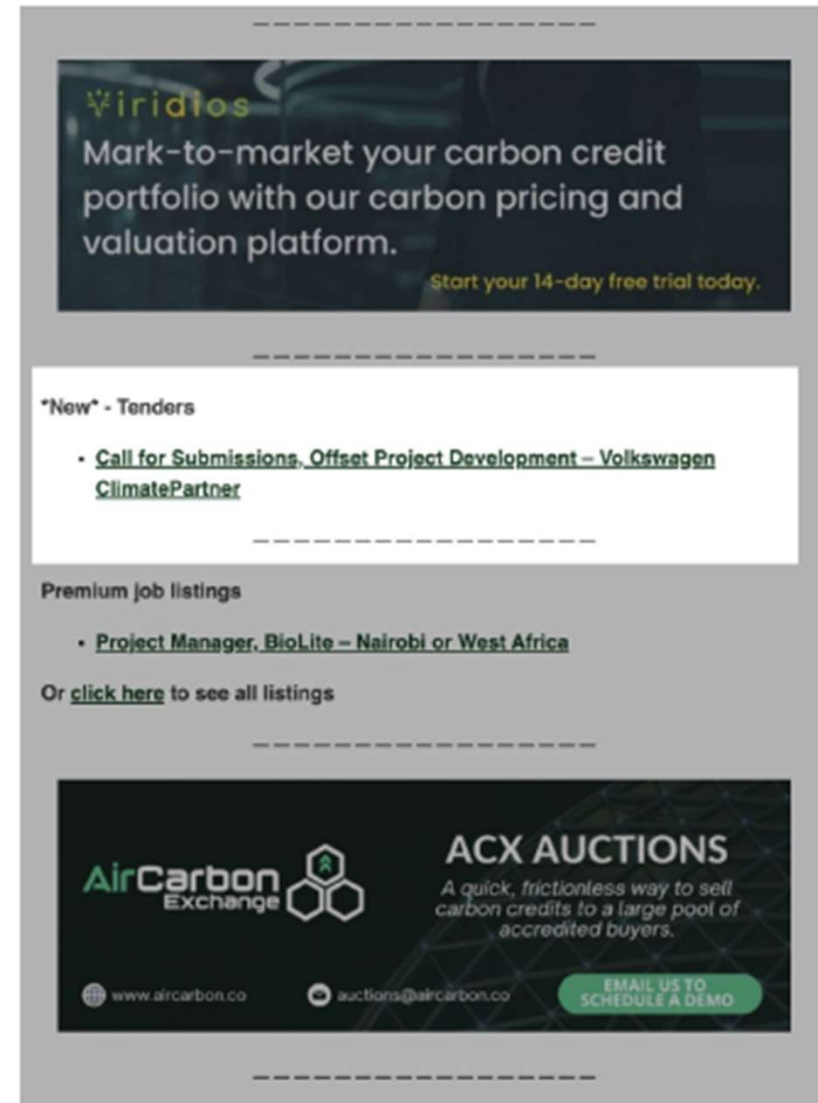 Viridios
Mark-to-market your carbon credit
portfolio with our carbon pricing and
valuation platform.
Start your 14-day free trial today.
*New* - Tenders
• Call for Submissions, Offset Project Development – Volkswagen
ClimatePartner
Premium job listings
• Project Manager, BioLite – Nairobi or West Africa
Or click here to see all listings
AirCarbon
Exchange
ACX AUCTIONS
A quick, frictionless way to sell
carbon credits to a large pool of
accredited buyers.
www.aircarbon.co
auctions@aircarbon.co
EMAIL US TO
SCHEDULE A DEMO